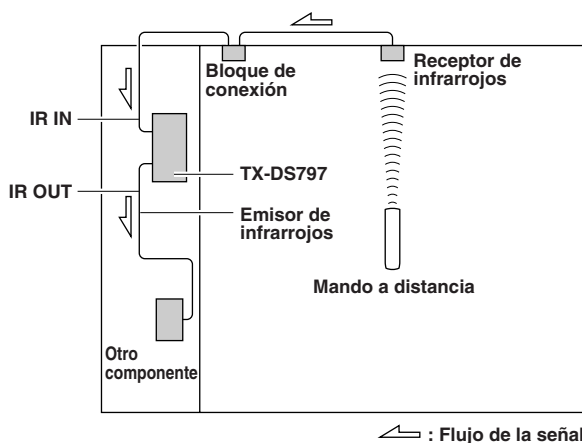 Bloque de
conexión
Receptor de
infrarrojos
IR IN
TX-DS797
IR OUT
Emisor de
infrarrojos
Mando a distancia
Otro
componente
: Flujo de la señal